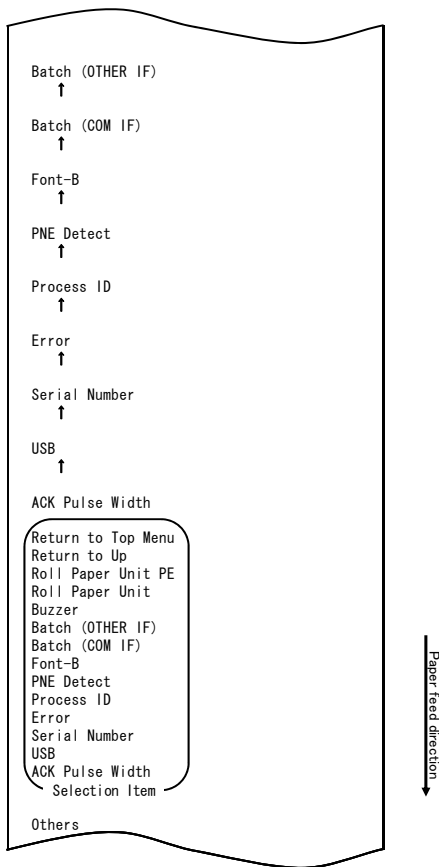 Batch (OTHER IF)
↑
Batch (COM IF)
↑
Font-B
↑
PNE Detect
↑
Process ID
↑
Error
↑
Serial Number
↑
USB
↑
ACK Pulse Width
Return to Top Menu
Return to Up
Roll Paper Unit PE
Roll Paper Unit
Buzzer
Batch (OTHER IF)
Batch (COM IF)
Font-B
PNE Detect
Process ID
Error
Serial Number
USB
ACK Pulse Width
Selection Item
Others
Paper feed direction